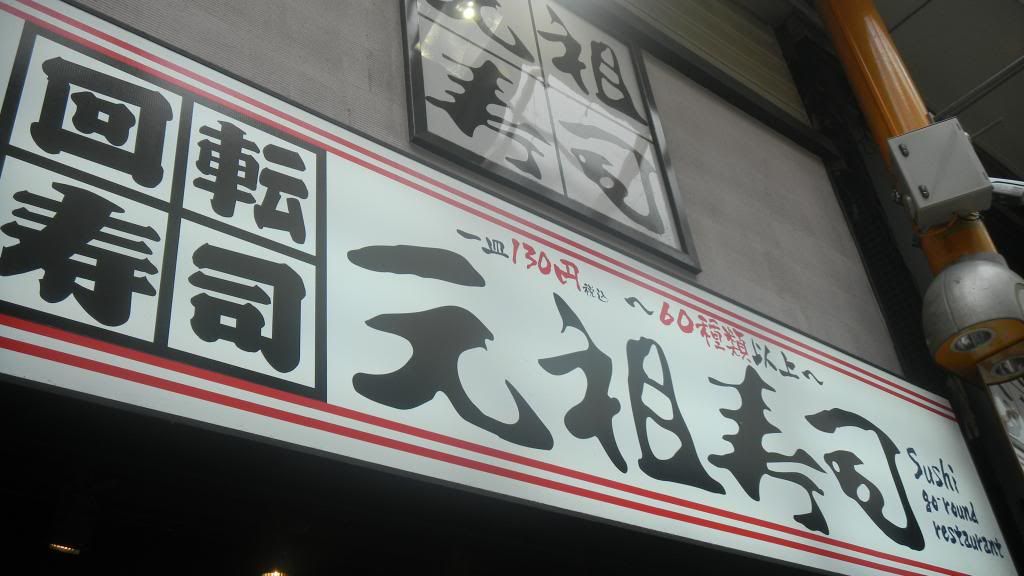 元祖
寿司
回転
寿司
一皿130円税込〜60種類以上〜
元祖寿司
Sushi
go round
restaurant